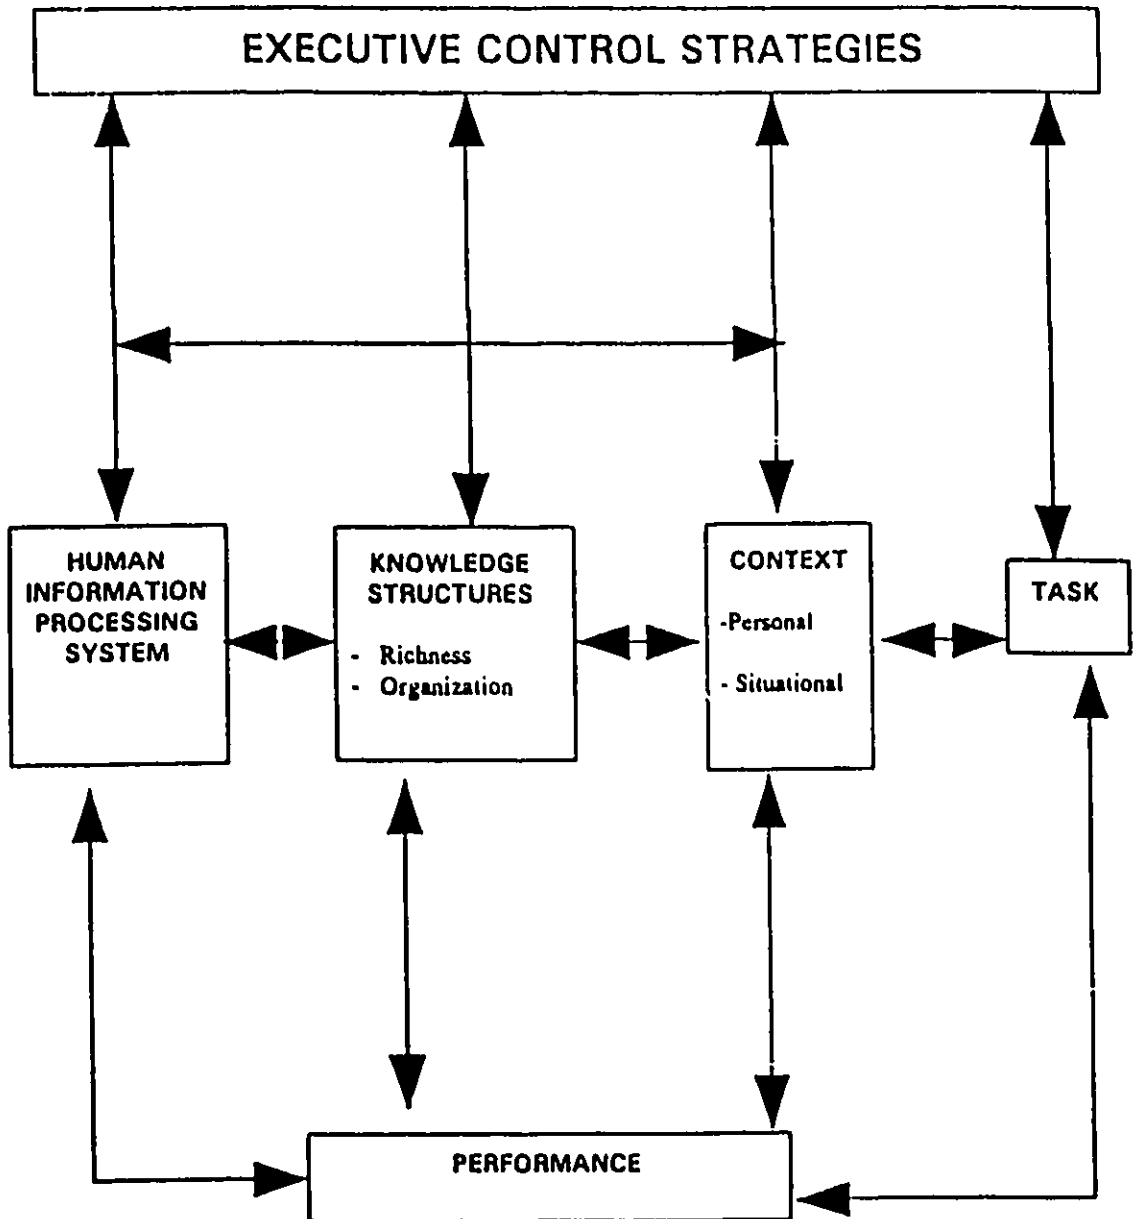 EXECUTIVE CONTROL STRATEGIES
HUMAN
INFORMATION
PROCESSING
SYSTEM
KNOWLEDGE
STRUCTURES
- Richness
- Organization
CONTEXT
-Personal
- Situational
TASK
PERFORMANCE